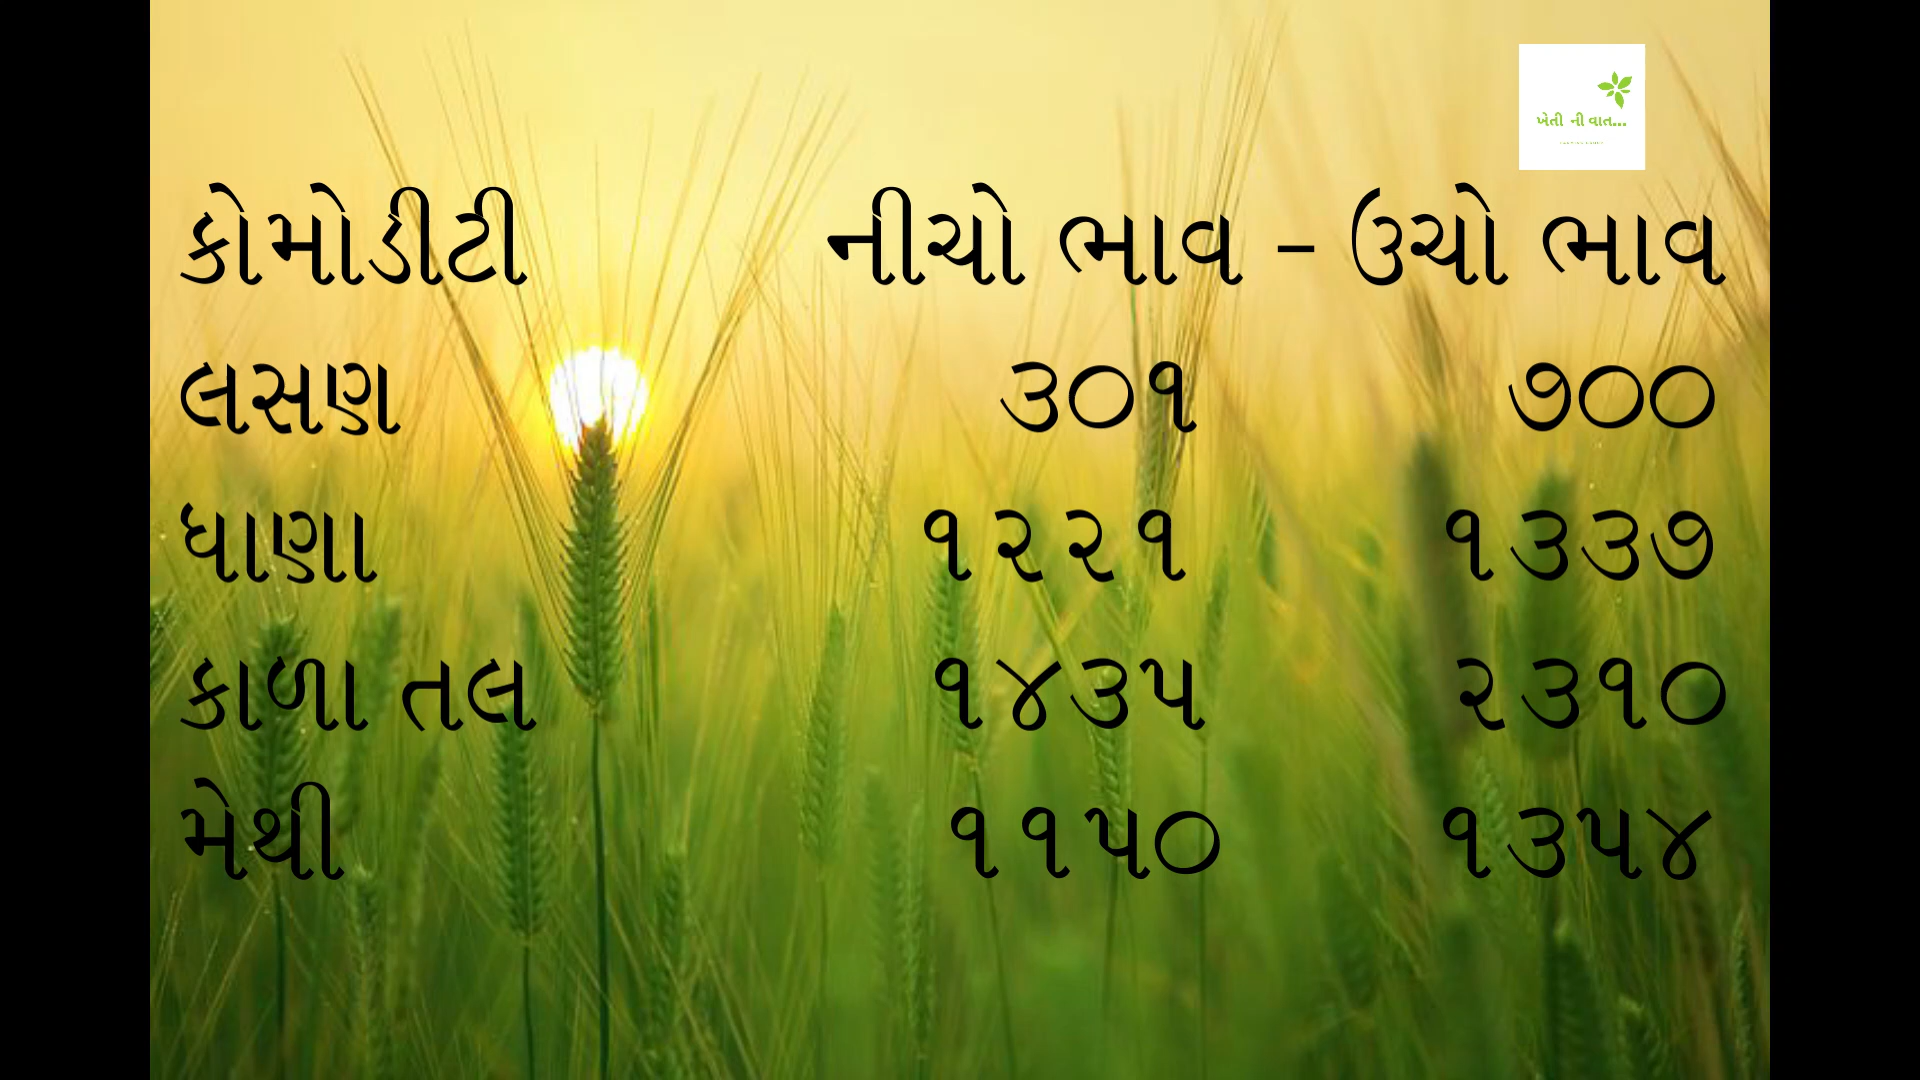 ખેતી ની વાત...
કોમોડીટી નીચો ભાવ - ઉચો ભાવ
લસણ ૩૦૧ ૭૦૦
ધાણા ૧૨૨૧ ૧૩૩૭
કાળા તલ ૧૪૩૫ ૨૩૧૦
મેથી ૧૧૫૦ ૧૩૫૪